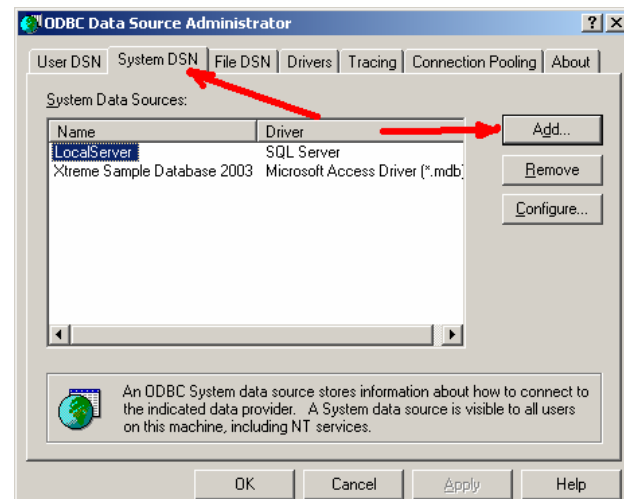 ODBC Data Source Administrator
User DSN System DSN File DSN Drivers Tracing Connection Pooling About
System Data Sources:
Name Driver
LocalServer SQL Server
Xtreme Sample Database 2003 Microsoft Access Driver (*.mdb)
Add...
Remove
Configure...
An ODBC System data source stores information about how to connect to
the indicated data provider. A System data source is visible to all users
on this machine, including NT services.
OK Cancel Apply Help